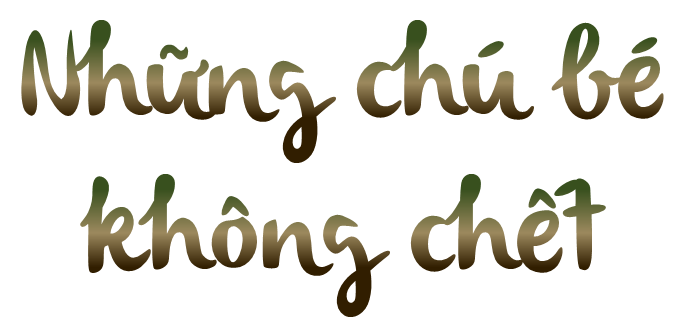 Những chú bé
không chết